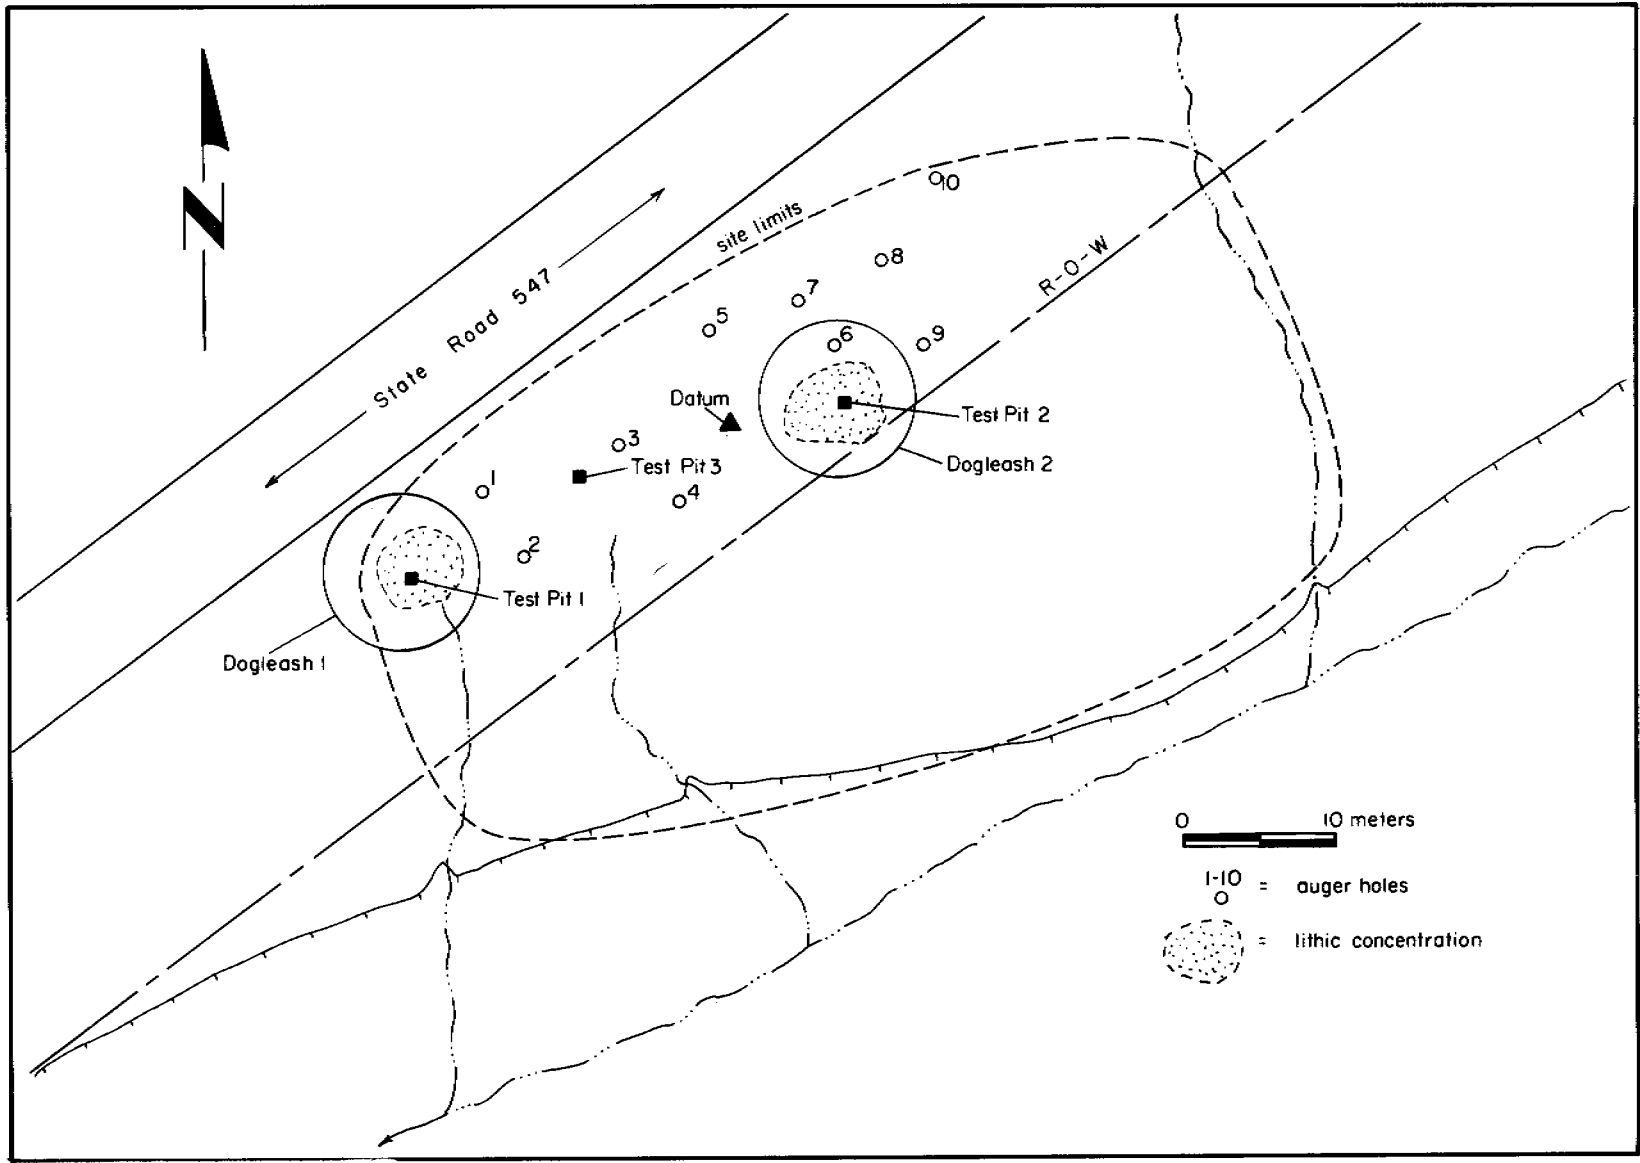 N
State Road 547
site limits
R-O-W
10
8
7
5
6
9
Datum
Test Pit 2
3
Dogleash 2
Test Pit 3
4
1
2
Test Pit 1
Dogleash 1
0 10 meters
1-10
= auger holes
= lithic concentration